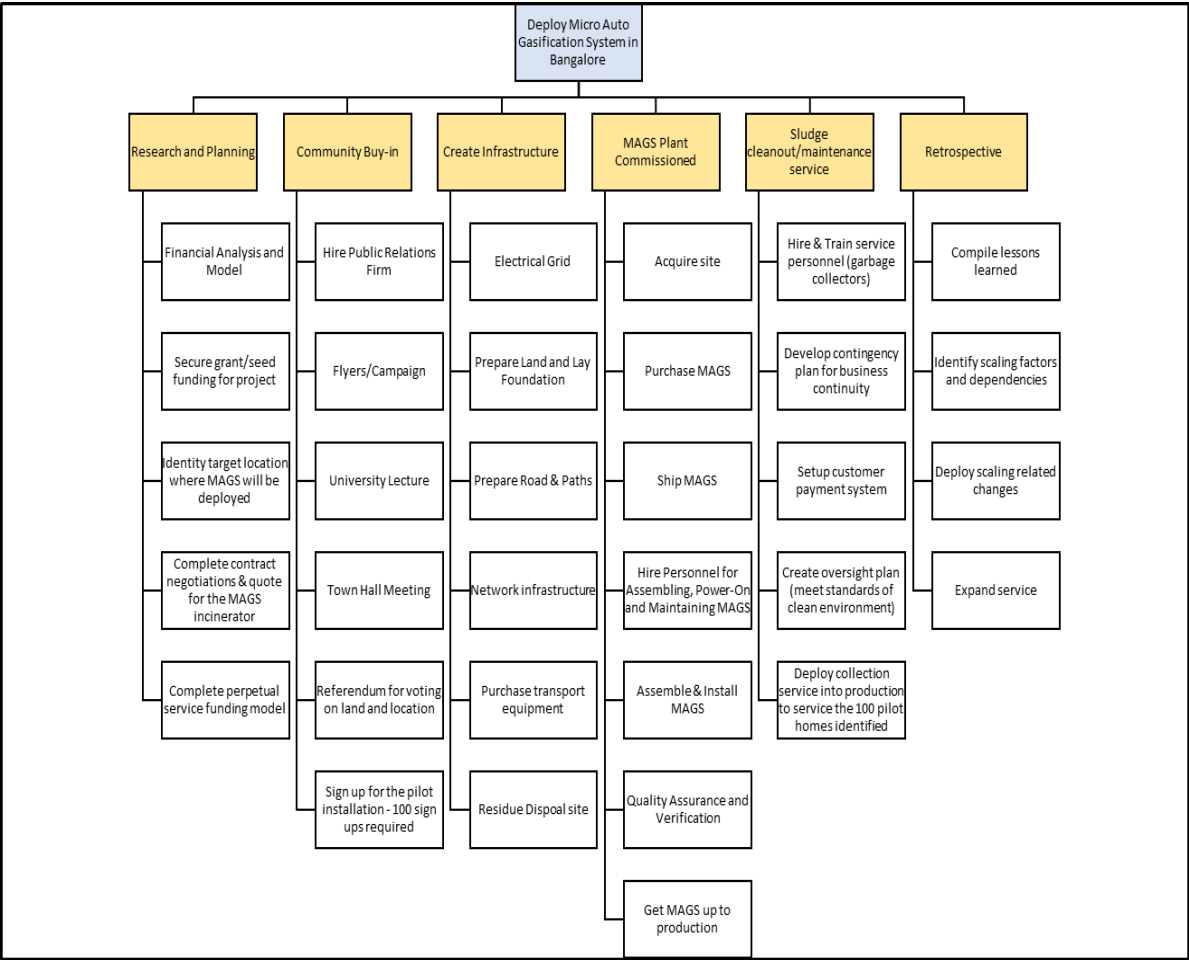 Deploy Micro Auto
Gasification System in
Bangalore
Research and Planning
Community Buy-in
Create Infrastructure
MAGS Plant
Commissioned
Sludge
cleanout/maintenance
service
Retrospective
Financial Analysis and
Model
Secure grant/seed
funding for project
Identity target location
where MAGS will be
deployed
Complete contract
negotiations & quote
for the MAGS
incinerator
Complete perpetual
service funding model
Hire Public Relations
Firm
Flyers/Campaign
University Lecture
Town Hall Meeting
Referendum for voting
on land and location
Sign up for the pilot
installation - 100 sign
ups required
Electrical Grid
Prepare Land and Lay
Foundation
Prepare Road & Paths
Network infrastructure
Purchase transport
equipment
Residue Dispoal site
Acquire site
Purchase MAGS
Ship MAGS
Hire Personnel for
Assembling, Power-On
and Maintaining MAGS
Assemble & Install
MAGS
Quality Assurance and
Verification
Get MAGS up to
production
Hire & Train service
personnel (garbage
collectors)
Develop contingency
plan for business
continuity
Setup customer
payment system
Create oversight plan
(meet standards of
clean environment)
Deploy collection
service into production
to service the 100 pilot
homes identified
Compile lessons
learned
Identify scaling factors
and dependencies
Deploy scaling related
changes
Expand service